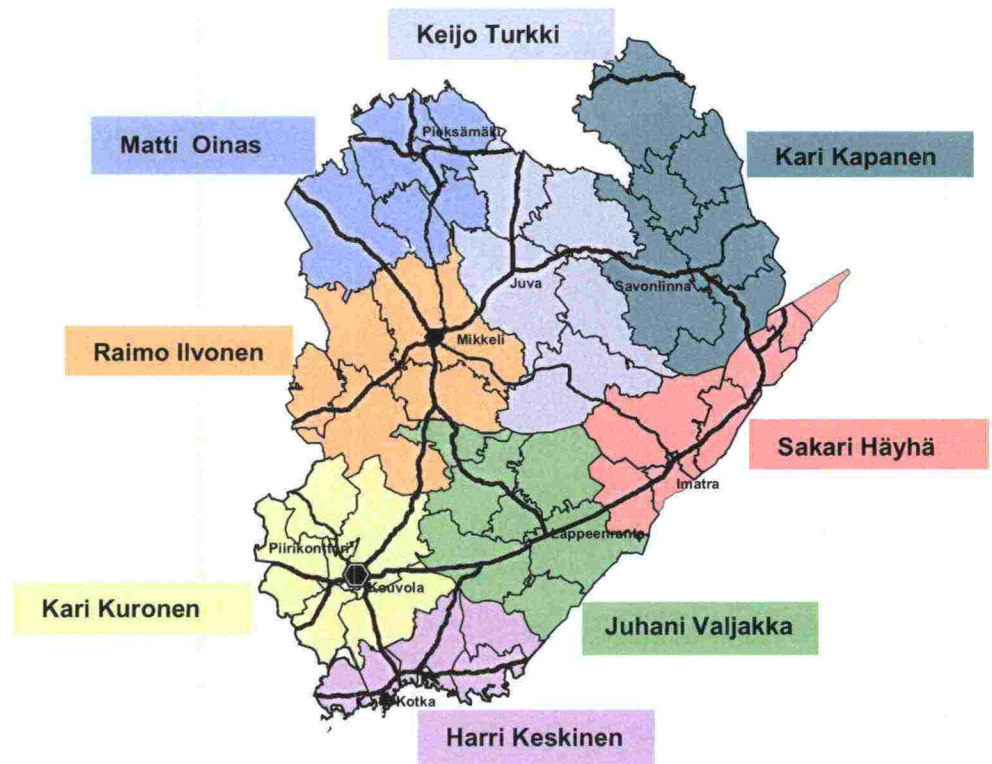 Keijo Turkki
Matti Oinas
Pieksämäki
Kari Kapanen
Juva
Savonlinna
Raimo Ilvonen
Mikkeli
Sakari Häyhä
Imatra
Lappeenranta
Piirikonttori
Kouvola
Kari Kuronen
Juhani Valjakka
Kotka
Harri Keskinen